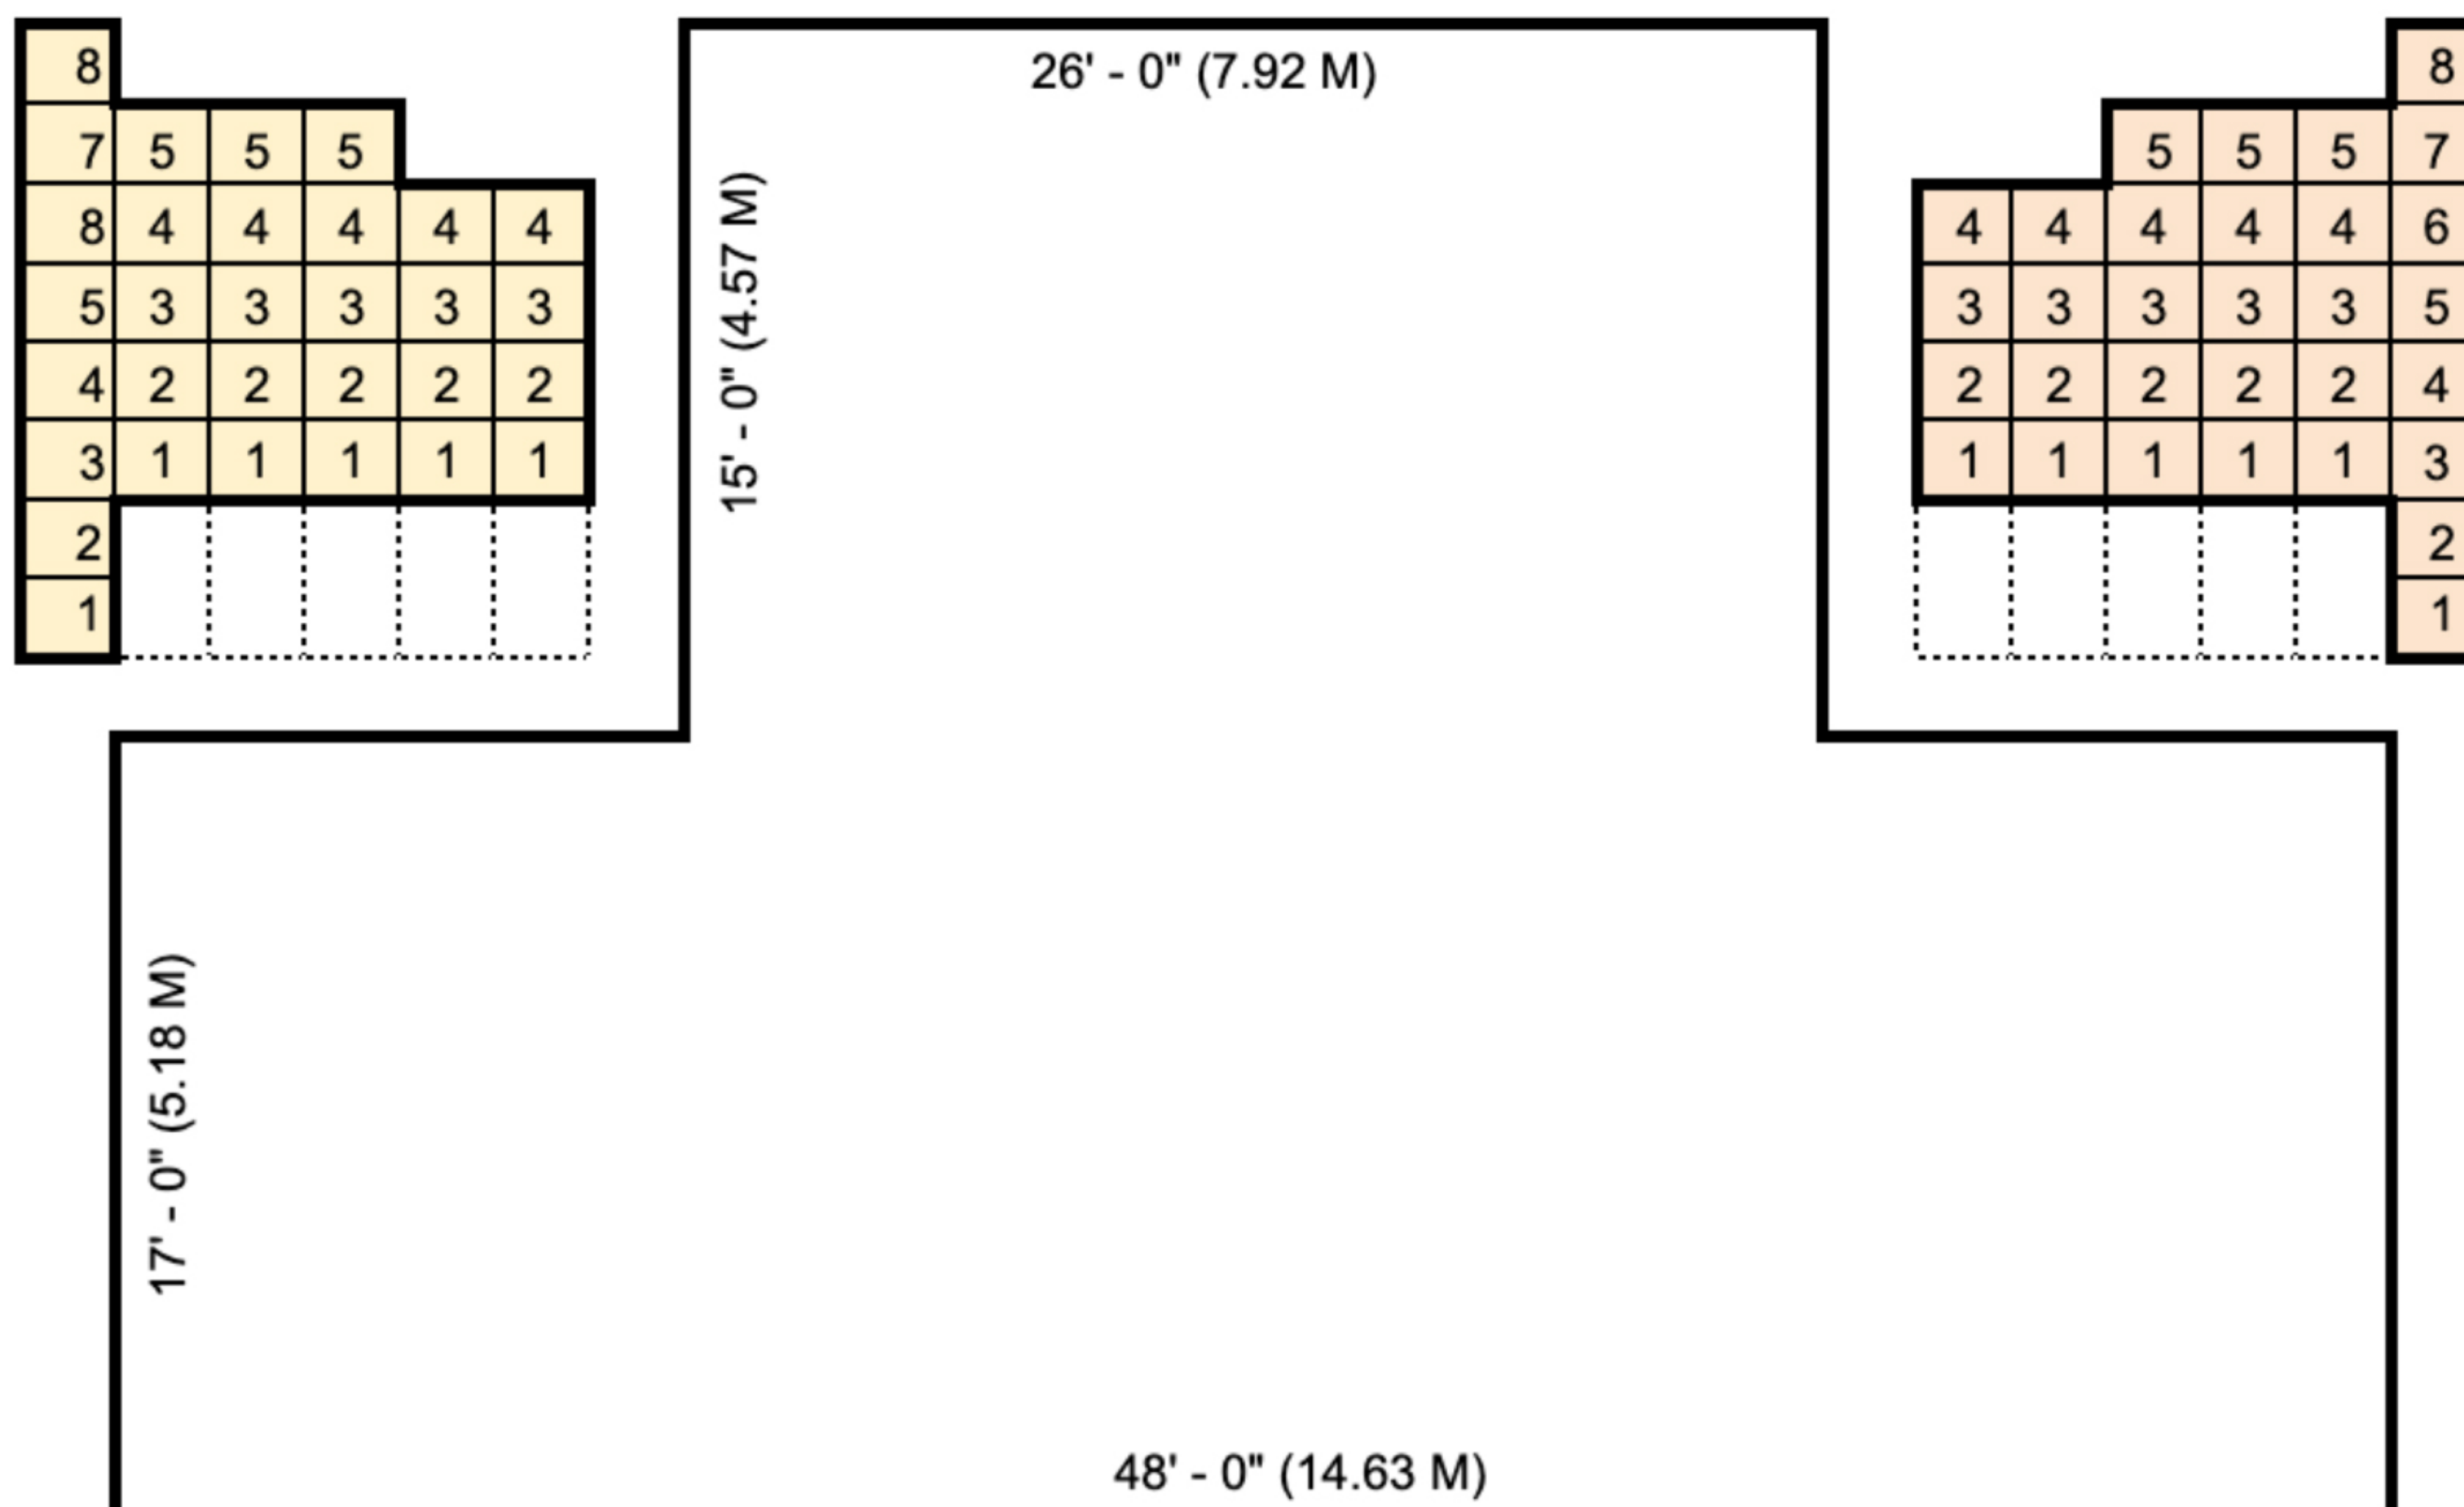 8
7 5 5 5
8 4 4 4 4 4
5 3 3 3 3 3
4 2 2 2 2 2
3 1 1 1 1 1
2
1
26' - 0" (7.92 M)
15' - 0" (4.57 M)
8
5 5 5 7
4 4 4 4 4 6
3 3 3 3 3 5
2 2 2 2 2 4
1 1 1 1 1 3
2
1
17' - 0" (5.18 M)
48' - 0" (14.63 M)